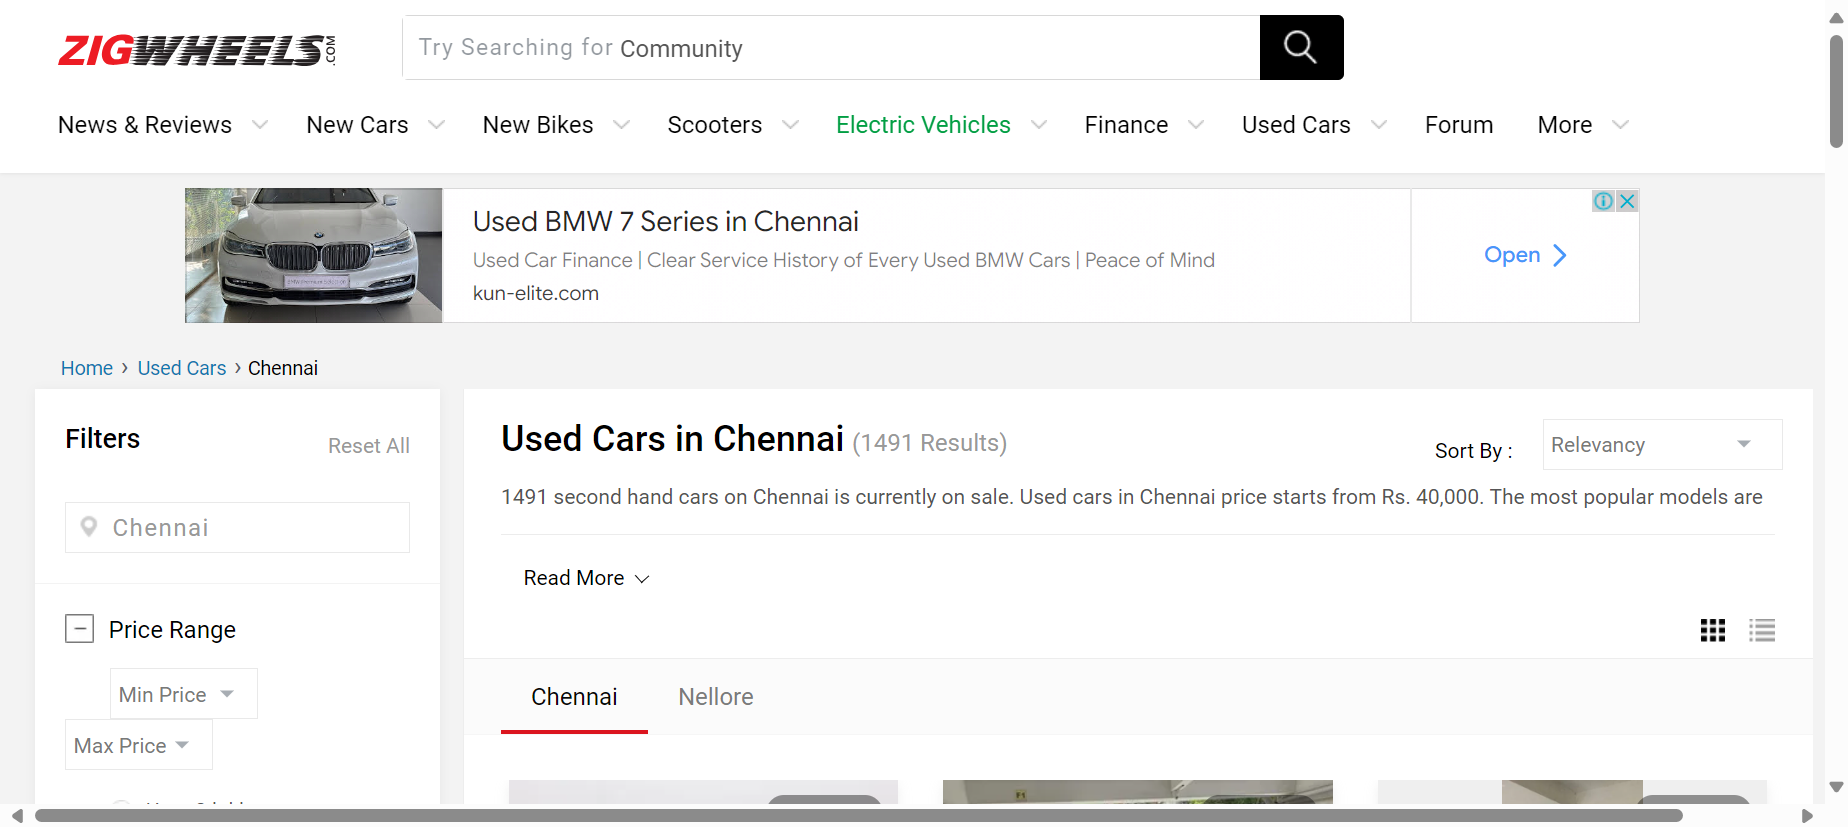 ZIGWHEELS.COM
Try Searching for Community
News & Reviews New Cars New Bikes Scooters Electric Vehicles Finance Used Cars Forum More
Used BMW 7 Series in Chennai
Used Car Finance | Clear Service History of Every Used BMW Cars | Peace of Mind
kun-elite.com
Open
Home › Used Cars › Chennai
Filters
Reset All
Chennai
Price Range
Min Price
Max Price
Used Cars in Chennai (1491 Results)
Sort By :
Relevancy
1491 second hand cars on Chennai is currently on sale. Used cars in Chennai price starts from Rs. 40,000. The most popular models are
Read More
Chennai Nellore